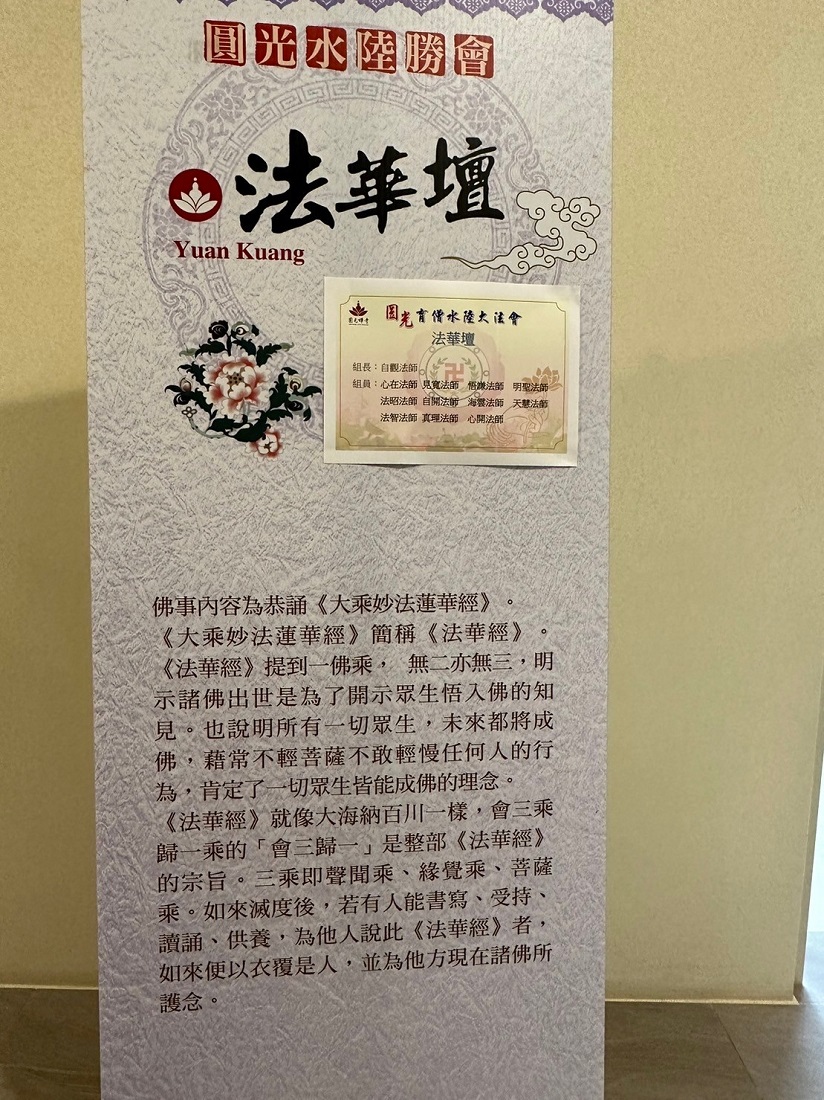 圓光水陸勝會
法華壇
Yuan Kuang
圓光禪寺
圓光育僧水陸大法會
法華壇
組長：自觀法師
組員：心在法師 見寬法師 悟謙法師 明聖法師
法昭法師 自開法師 海雲法師 天慧法師
法智法師 真理法師 心開法師
佛事內容為恭誦《大乘妙法蓮華經》。
《大乘妙法蓮華經》簡稱《法華經》。
《法華經》提到一佛乘， 無二亦無三，明
示諸佛出世是為了開示眾生悟入佛的知
見。也說明所有一切眾生，未來都將成
佛，藉常不輕菩薩不敢輕慢任何人的行
為，肯定了一切眾生皆能成佛的理念。
《法華經》就像大海納百川一樣，會三乘
歸一乘的「會三歸一」是整部《法華經》
的宗旨。三乘即聲聞乘、緣覺乘、菩薩
乘。如來滅度後，若有人能書寫、受持、
讀誦、供養，為他人說此《法華經》者，
如來便以衣覆是人，並為他方現在諸佛所
護念。